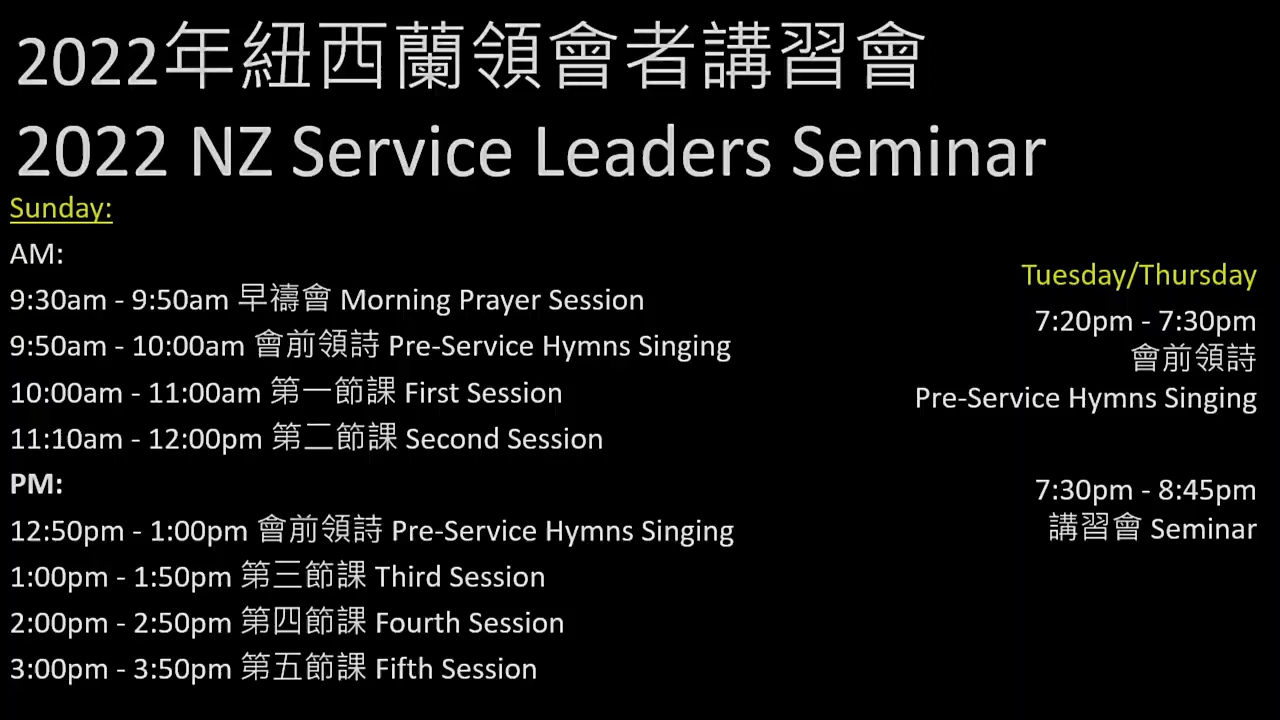 2022年紐西蘭領會者講習會
2022 NZ Service Leaders Seminar
Sunday:
AM:
9:30am - 9:50am 早禱會 Morning Prayer Session
9:50am - 10:00am 會前領詩 Pre-Service Hymns Singing
10:00am - 11:00am 第一節課 First Session
11:10am - 12:00pm 第二節課 Second Session
PM:
12:50pm - 1:00pm 會前領詩 Pre-Service Hymns Singing
1:00pm - 1:50pm 第三節課 Third Session
2:00pm - 2:50pm 第四節課 Fourth Session
3:00pm - 3:50pm 第五節課 Fifth Session
Tuesday/Thursday
7:20pm - 7:30pm
會前領詩
Pre-Service Hymns Singing
7:30pm - 8:45pm
講習會 Seminar